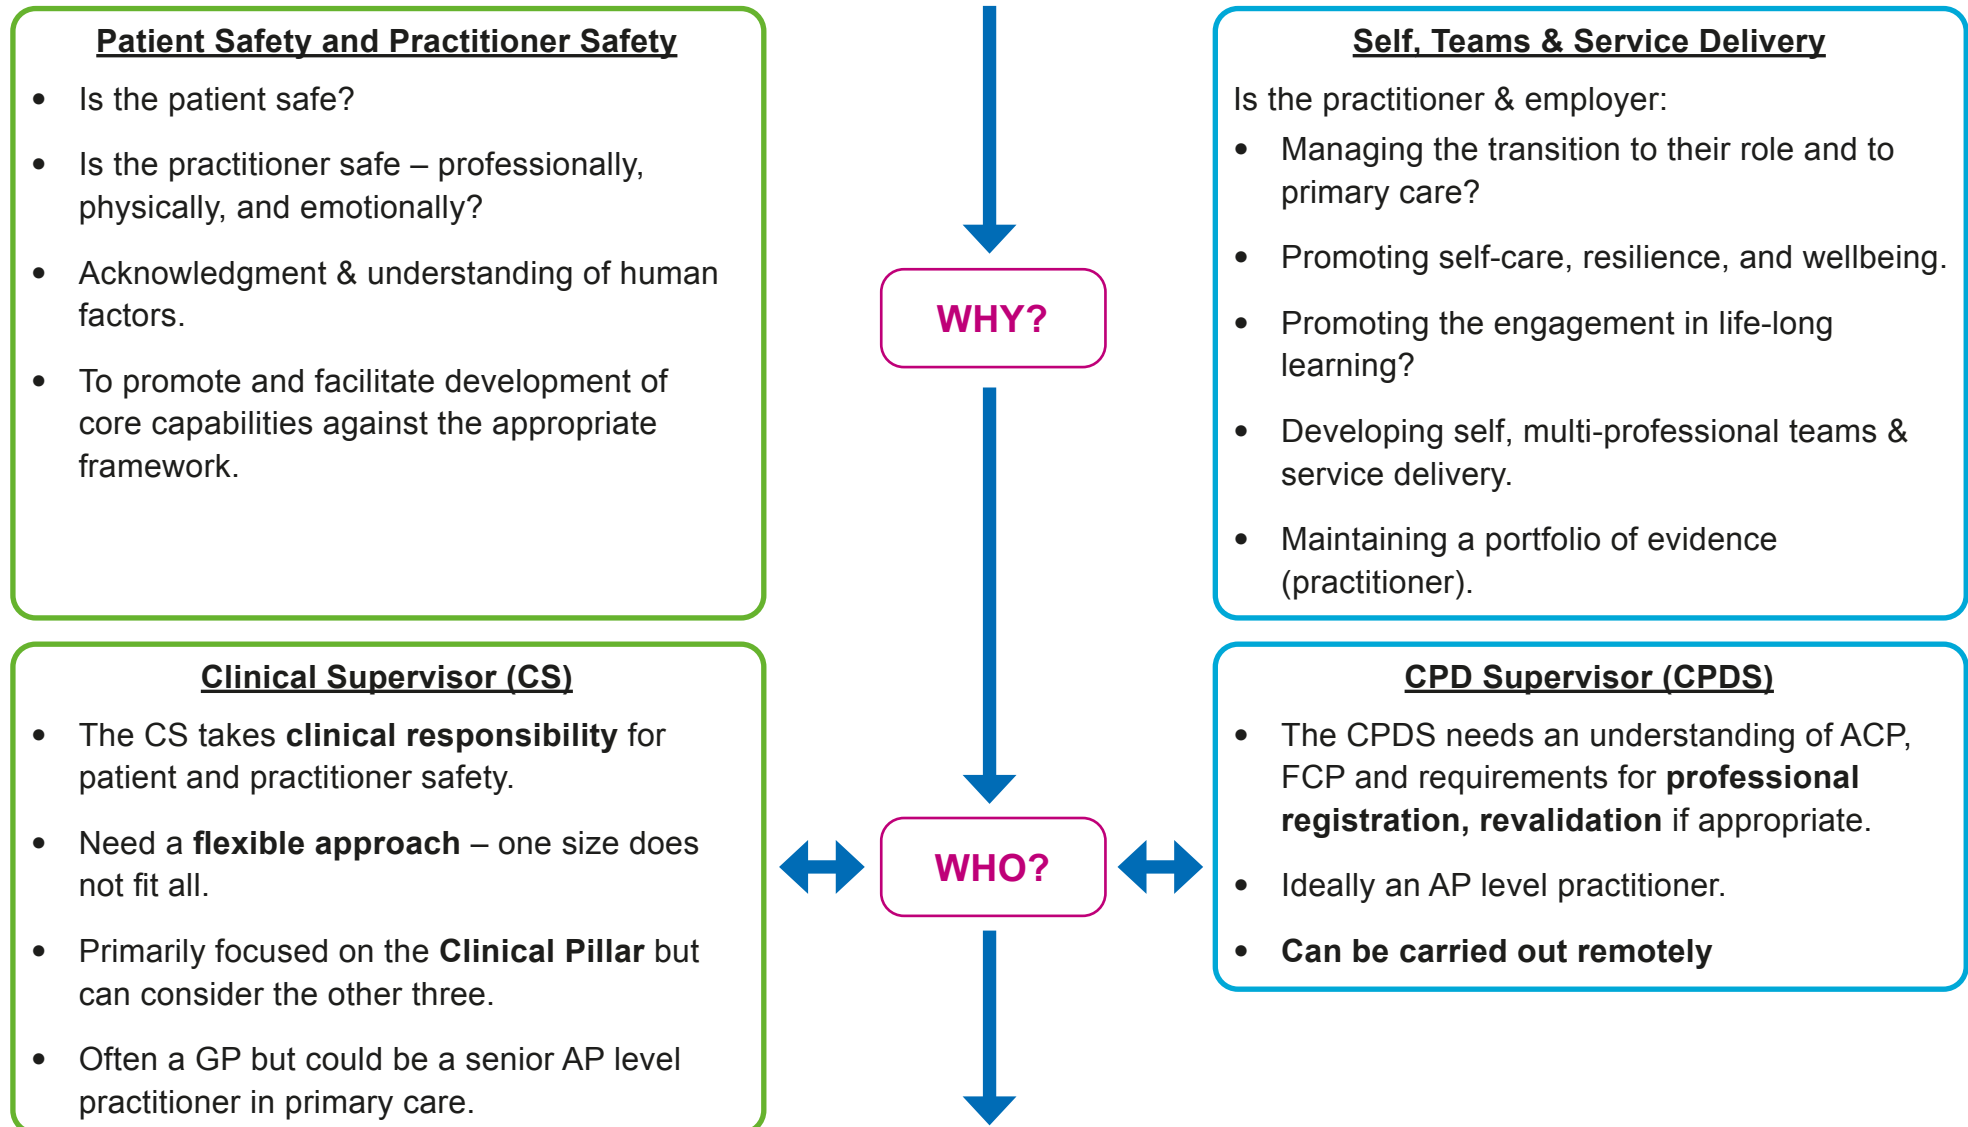 Patient Safety and Practitioner Safety
• Is the patient safe?
• Is the practitioner safe – professionally,
physically, and emotionally?
• Acknowledgment & understanding of human
factors.
• To promote and facilitate development of
core capabilities against the appropriate
framework.
WHY?
Self, Teams & Service Delivery
Is the practitioner & employer:
• Managing the transition to their role and to
primary care?
• Promoting self-care, resilience, and wellbeing.
• Promoting the engagement in life-long
learning?
• Developing self, multi-professional teams &
service delivery.
• Maintaining a portfolio of evidence
(practitioner).
Clinical Supervisor (CS)
• The CS takes clinical responsibility for
patient and practitioner safety.
• Need a flexible approach – one size does
not fit all.
• Primarily focused on the Clinical Pillar but
can consider the other three.
• Often a GP but could be a senior AP level
practitioner in primary care.
WHO?
CPD Supervisor (CPDS)
• The CPDS needs an understanding of ACP,
FCP and requirements for professional
registration, revalidation if appropriate.
• Ideally an AP level practitioner.
• Can be carried out remotely